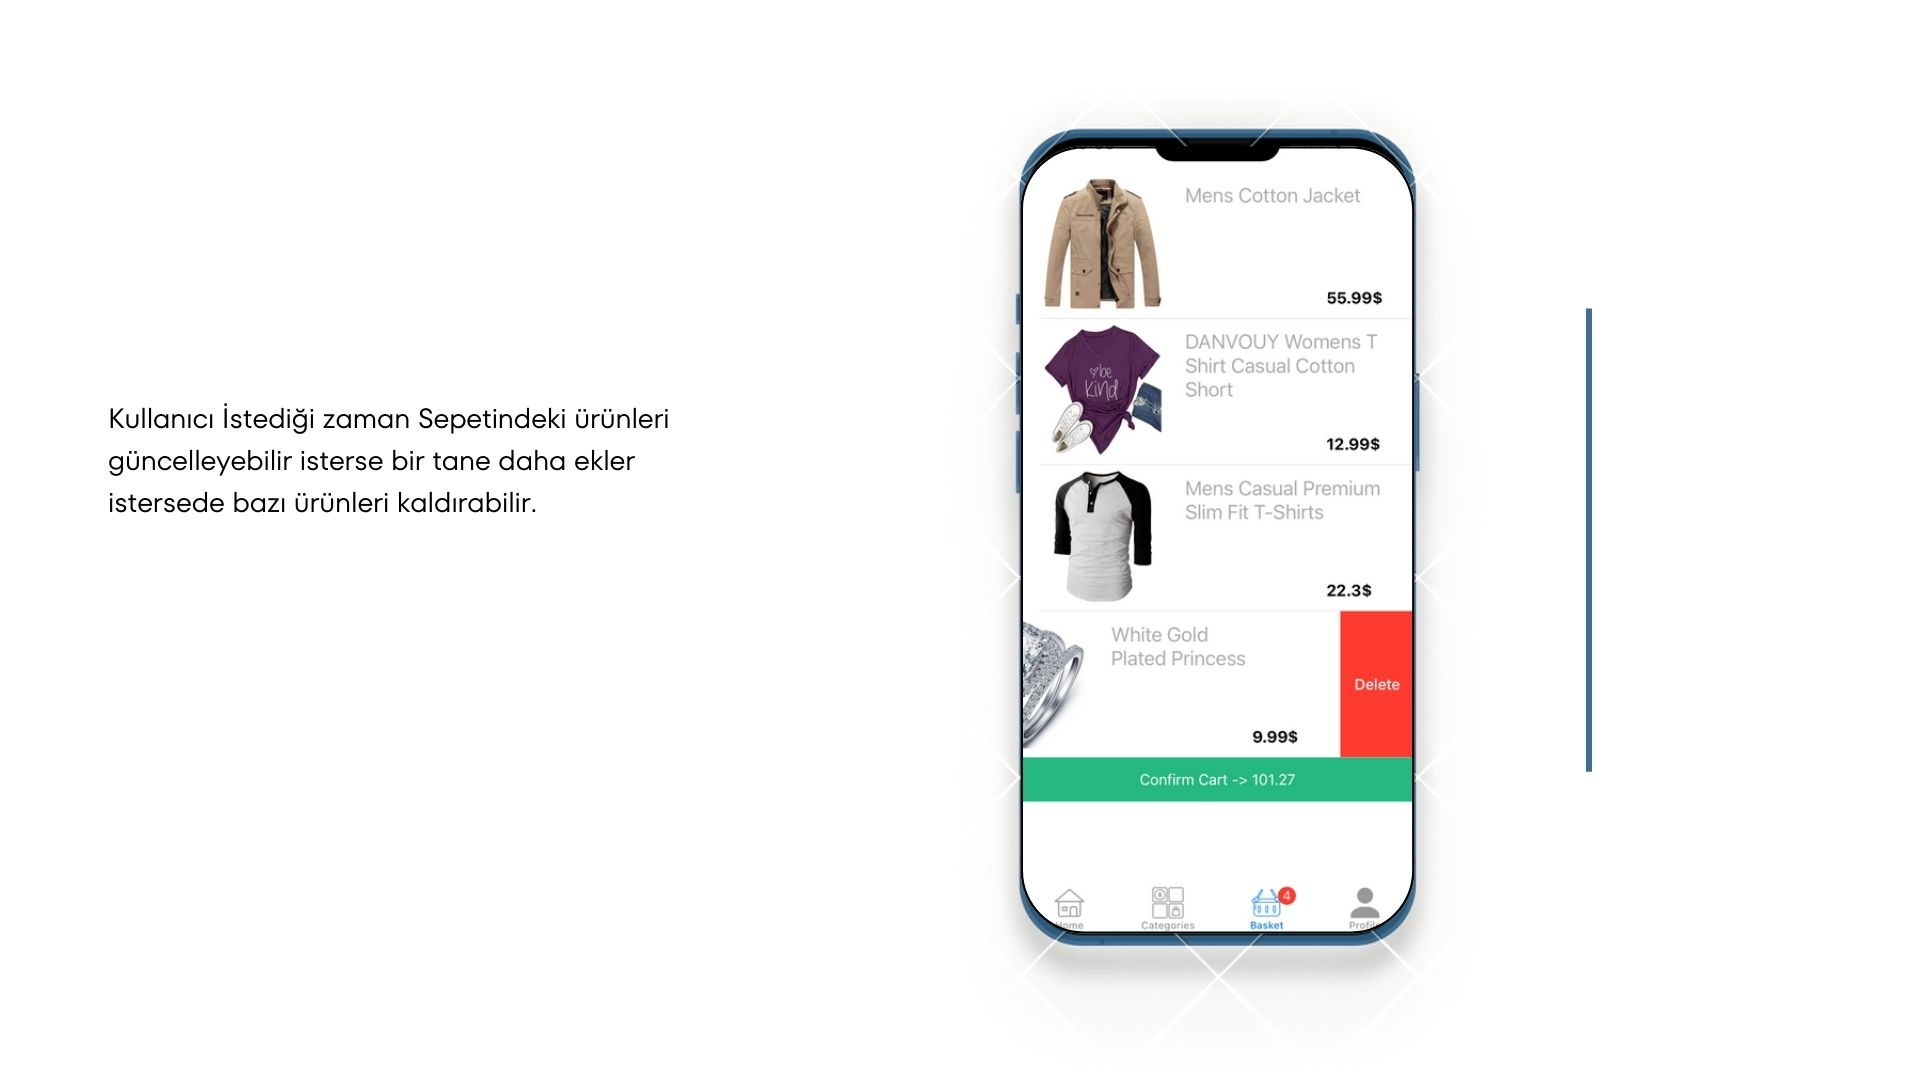 Kullanıcı İstediği zaman Sepetindeki ürünleri
güncelleyebilir isterse bir tane daha ekler
istersede bazı ürünleri kaldırabilir.
Mens Cotton Jacket
55.99$
be
kind
DANVOUY Womens T
Shirt Casual Cotton
Short
12.99$
Mens Casual Premium
Slim Fit T-Shirts
22.3$
White Gold
Plated Princess
9.99$
Delete
Confirm Cart -> 101.27
4
Home
Categories
Basket
Profile